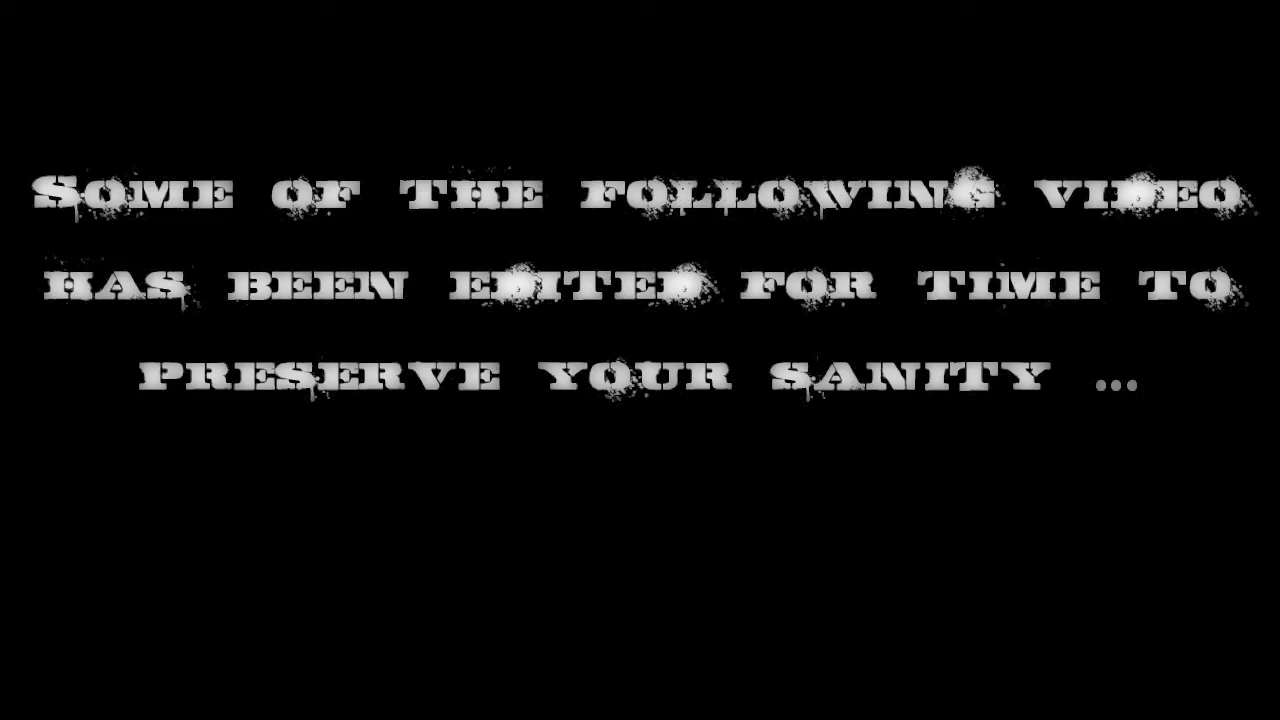 Some of the following video
has been edited for time to
preserve your sanity ...